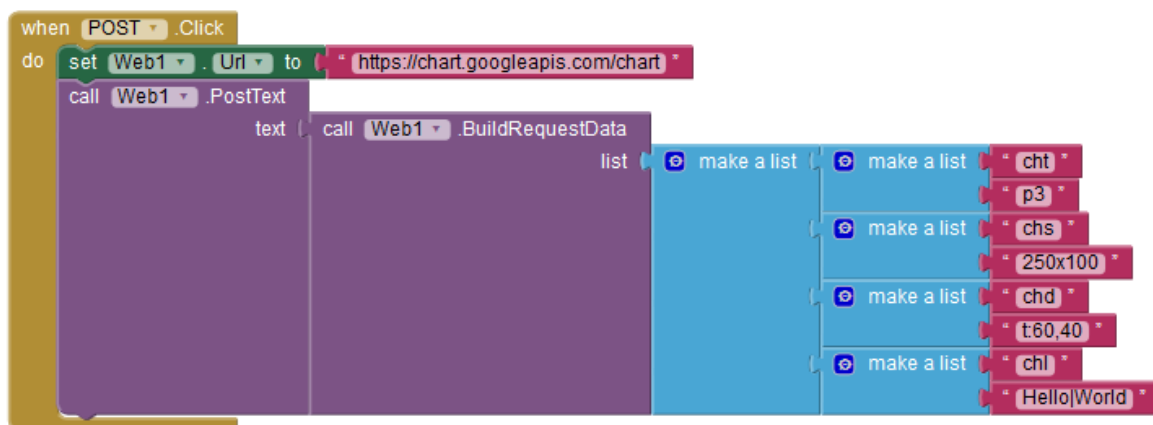 when POST .Click
do set Web1 . Url to " https://chart.googleapis.com/chart "
call Web1 .PostText
text call Web1 .BuildRequestData
list make a list make a list " cht "
" p3 "
make a list " chs "
" 250x100 "
make a list " chd "
" t:60,40 "
make a list " chl "
" Hello|World "